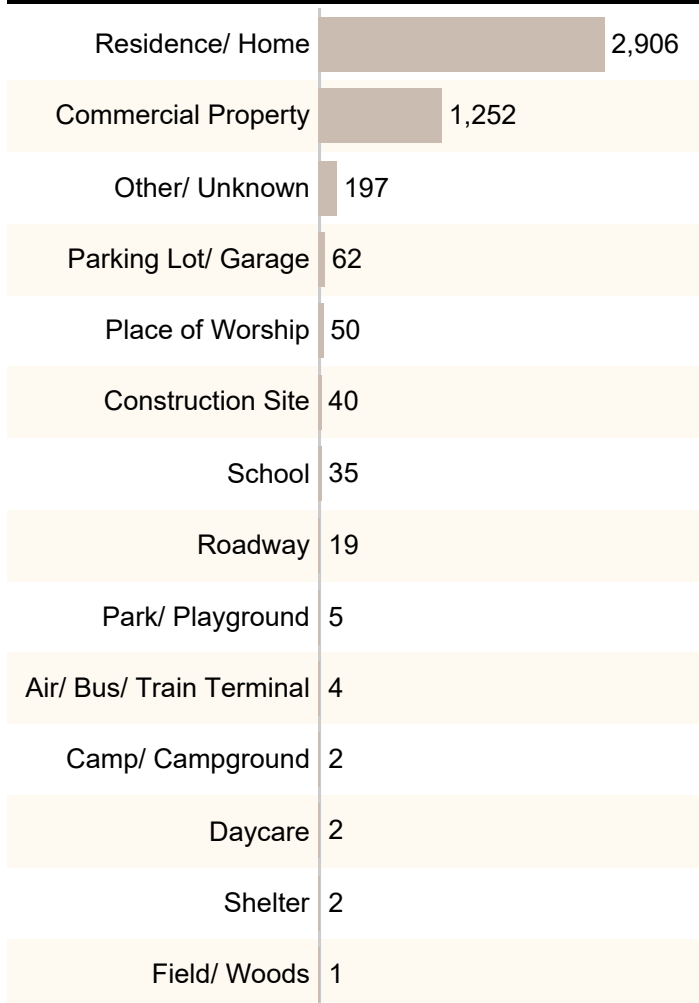 Residence/ Home 2,906
Commercial Property 1,252
Other/ Unknown 197
Parking Lot/ Garage 62
Place of Worship 50
Construction Site 40
School 35
Roadway 19
Park/ Playground 5
Air/ Bus/ Train Terminal 4
Camp/ Campground 2
Daycare 2
Shelter 2
Field/ Woods 1